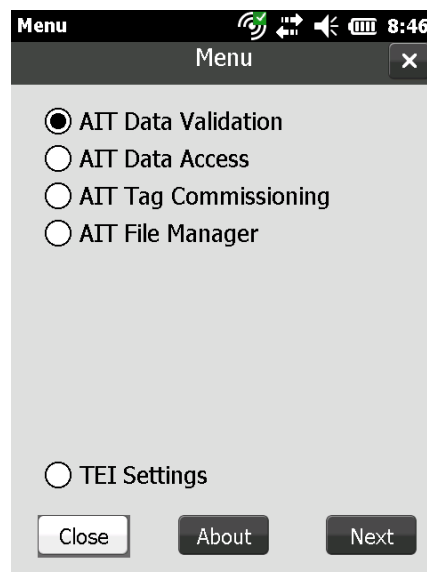 Menu 8:46
Menu
AIT Data Validation
AIT Data Access
AIT Tag Commissioning
AIT File Manager
TEI Settings
Close About Next